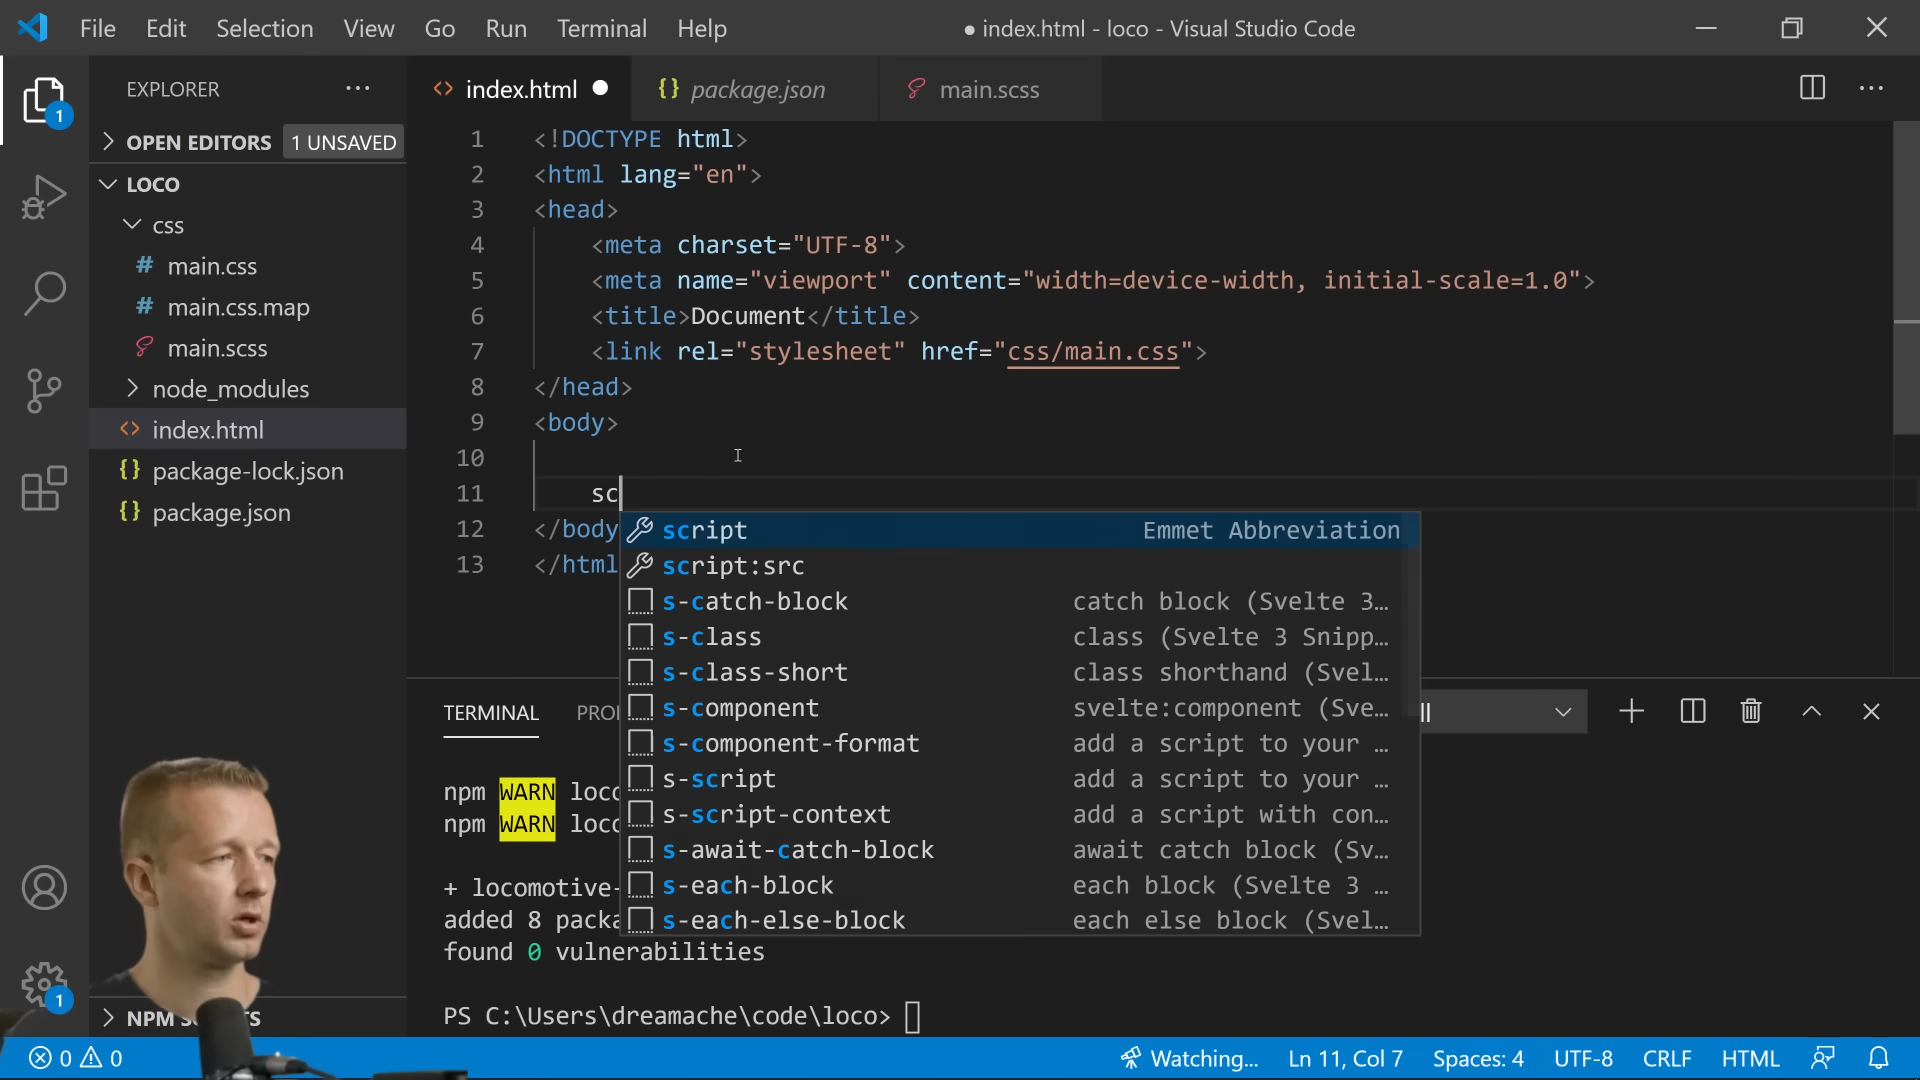 File Edit Selection View Go Run Terminal Help
● index.html - loco - Visual Studio Code
EXPLORER ···
1
OPEN EDITORS 1 UNSAVED
LOCO
css
# main.css
# main.css.map
main.scss
node_modules
<> index.html
{} package-lock.json
{} package.json
1
<> index.html ●
{} package.json
main.scss
1 <!DOCTYPE html>
2 <html lang="en">
3 <head>
4 <meta charset="UTF-8">
5 <meta name="viewport" content="width=device-width, initial-scale=1.0">
6 <title>Document</title>
7 <link rel="stylesheet" href="css/main.css">
8 </head>
9 <body>
10
11 sc
12 </body
13 </html
script Emmet Abbreviation
script:src
s-catch-block catch block (Svelte 3…
s-class class (Svelte 3 Snipp…
s-class-short class shorthand (Svel…
s-component svelte:component (Sve…
s-component-format add a script to your …
s-script add a script to your …
s-script-context add a script with con…
s-await-catch-block await catch block (Sv…
s-each-block each block (Svelte 3 …
s-each-else-block each else block (Svel…
TERMINAL PRO
npm WARN loco
npm WARN loco
+ locomotive-
added 8 packa
found 0 vulnerabilities
PS C:\Users\dreamache\code\loco>
0 0
Watching... Ln 11, Col 7 Spaces: 4 UTF-8 CRLF HTML